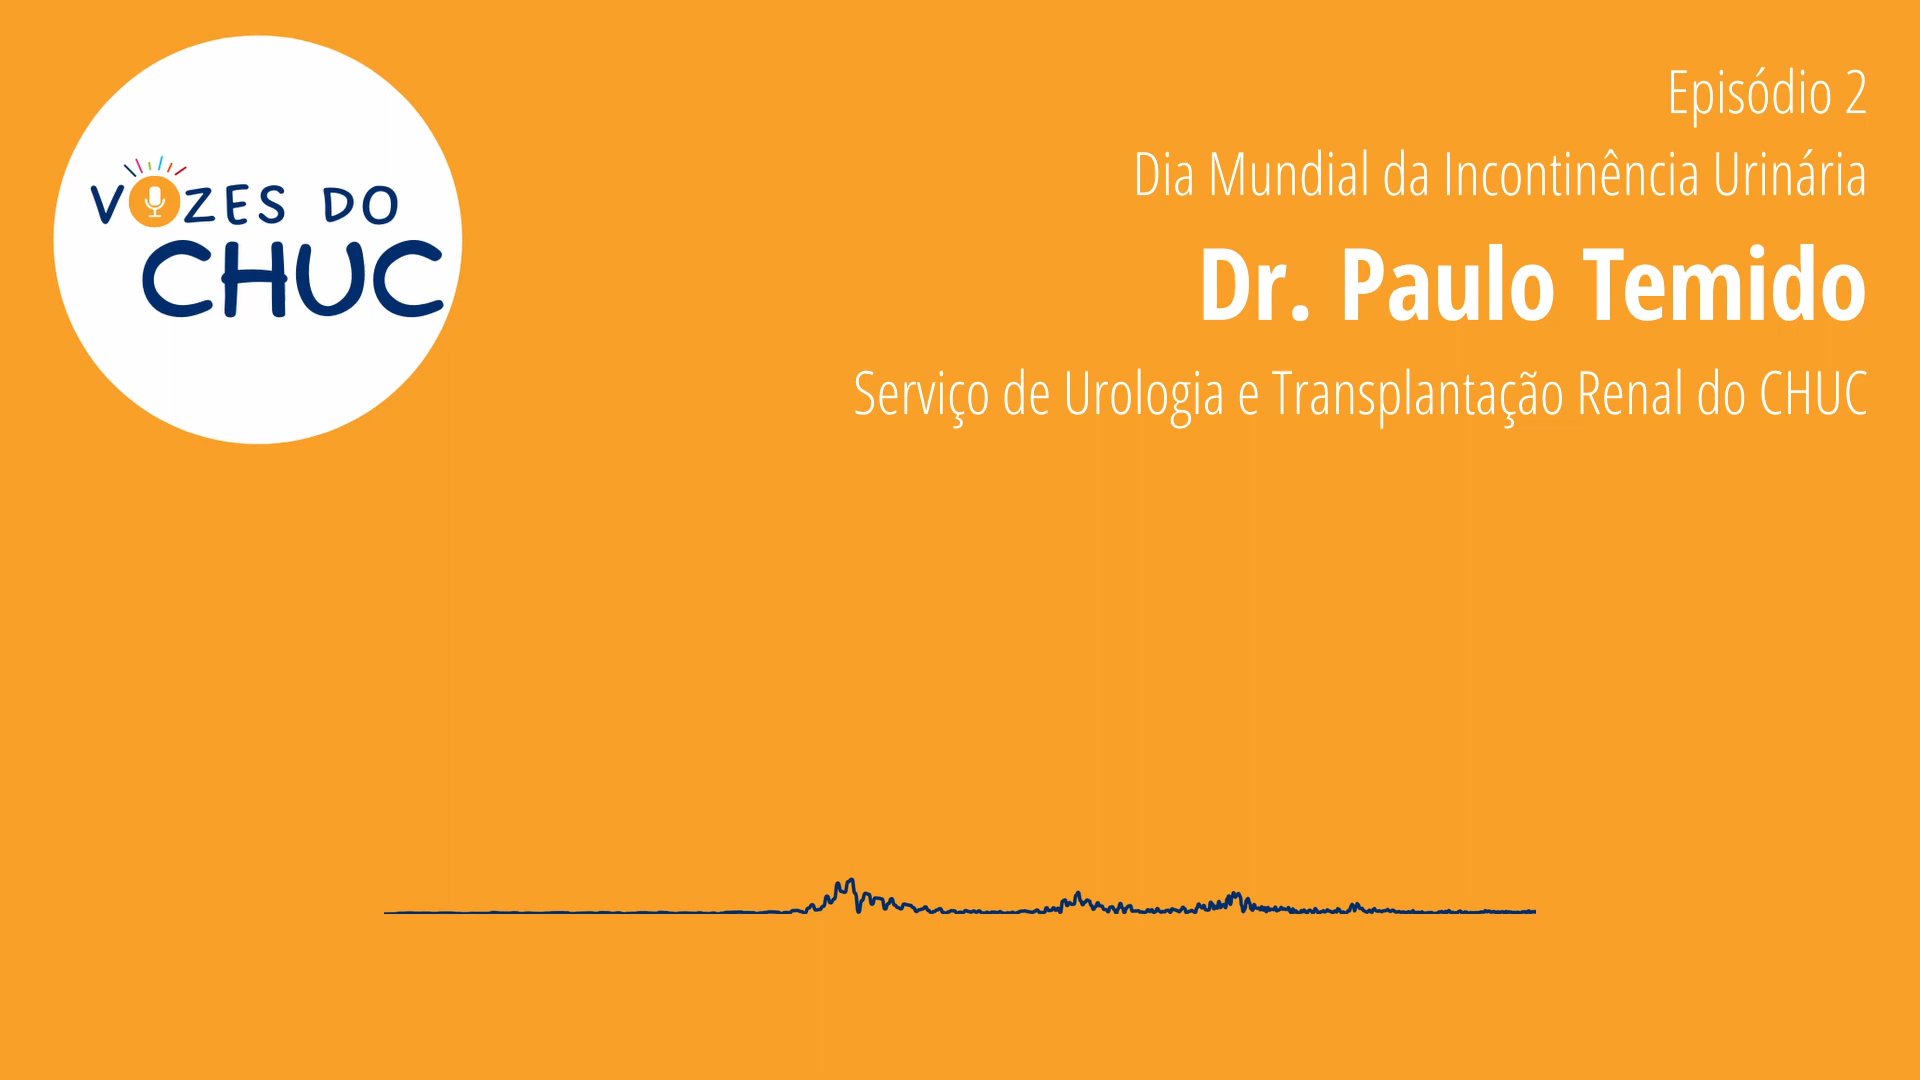 VOZES DO
CHUC
Episódio 2
Dia Mundial da Incontinência Urinária
Dr. Paulo Temido
Serviço de Urologia e Transplantação Renal do CHUC